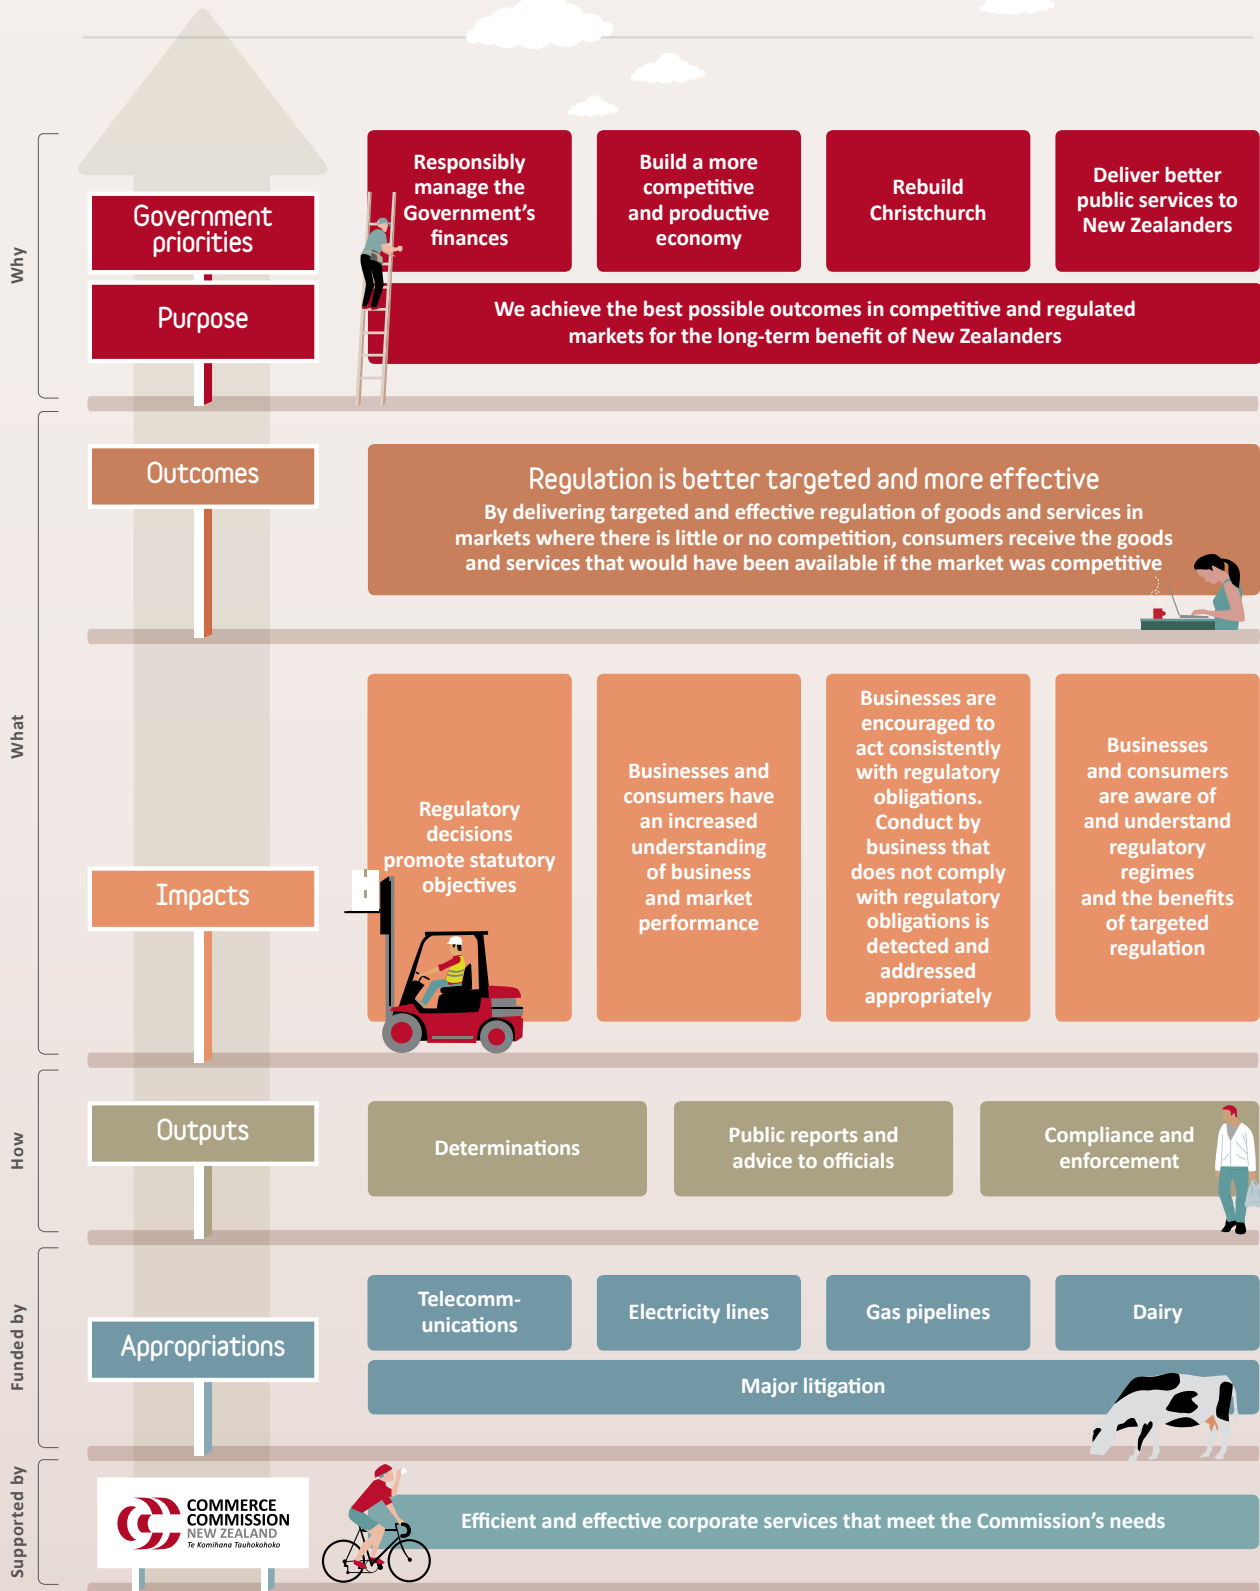 Why
Government
priorities
Responsibly
manage the
Government's
finances
Build a more
competitive
and productive
economy
Rebuild
Christchurch
Deliver better
public services to
New Zealanders
Purpose
We achieve the best possible outcomes in competitive and regulated
markets for the long-term benefit of New Zealanders
What
Outcomes
Regulation is better targeted and more effective
By delivering targeted and effective regulation of goods and services in
markets where there is little or no competition, consumers receive the goods
and services that would have been available if the market was competitive
Impacts
Regulatory
decisions
promote statutory
objectives
Businesses and
consumers have
an increased
understanding
of business
and market
performance
Businesses are
encouraged to
act consistently
with regulatory
obligations.
Conduct by
business that
does not comply
with regulatory
obligations is
detected and
addressed
appropriately
Businesses
and consumers
are aware of
and understand
regulatory
regimes
and the benefits
of targeted
regulation
How
Outputs
Determinations
Public reports and
advice to officials
Compliance and
enforcement
Funded by
Appropriations
Telecomm-
unications
Electricity lines
Gas pipelines
Dairy
Major litigation
Supported by
COMMERCE
COMMISSION
NEW ZEALAND
Te Komihana Tauhokohoko
Efficient and effective corporate services that meet the Commission's needs